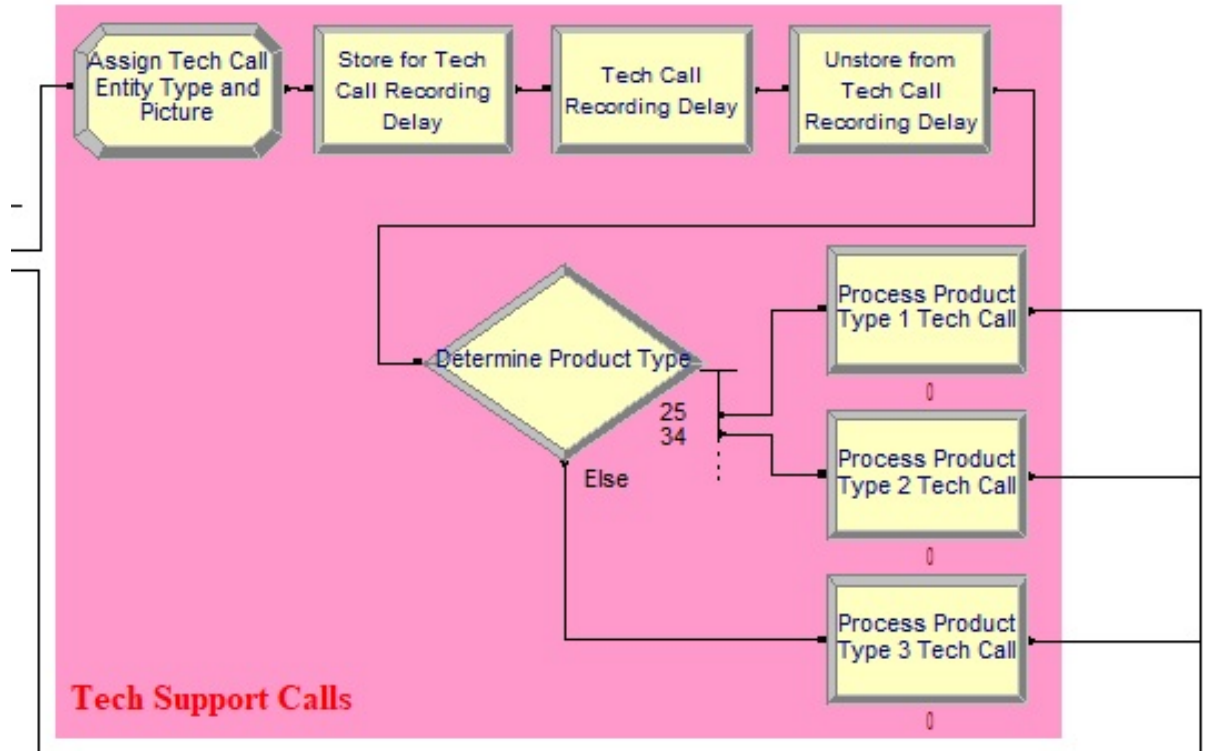 Assign Tech Call
Entity Type and
Picture
Store for Tech
Call Recording
Delay
Tech Call
Recording Delay
Unstore from
Tech Call
Recording Delay
Determine Product Type
25
34
Else
Process Product
Type 1 Tech Call
0
Process Product
Type 2 Tech Call
0
Process Product
Type 3 Tech Call
0
Tech Support Calls